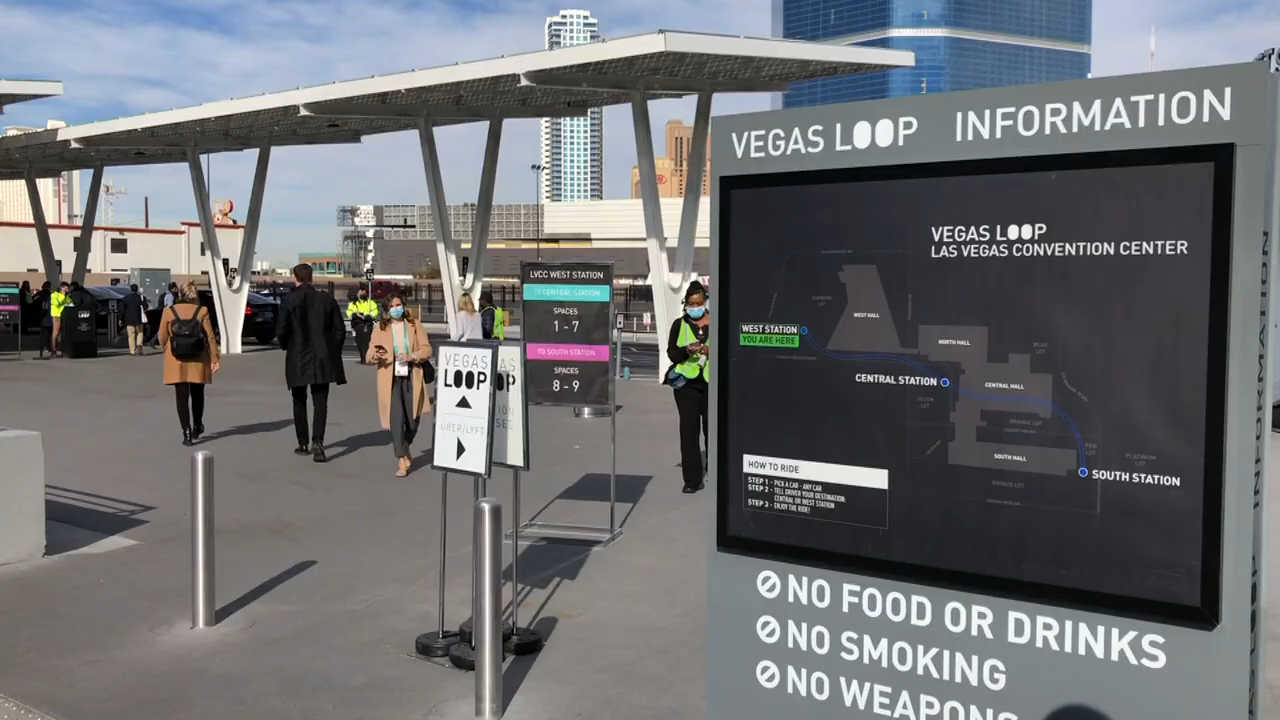 VEGAS LOOP INFORMATION
VEGAS LOOP
LAS VEGAS CONVENTION CENTER
WEST HALL
WEST STATION
YOU ARE HERE
NORTH HALL
CENTRAL STATION
CENTRAL HALL
SOUTH HALL
SOUTH STATION
HOW TO RIDE
STEP 1 - PICK A CAR - ANY CAR
STEP 2 - TELL DRIVER YOUR DESTINATION:
CENTRAL OR WEST STATION
STEP 3 - ENJOY THE RIDE!
NO FOOD OR DRINKS
NO SMOKING
NO WEAPONS
LVCC WEST STATION
TO CENTRAL STATION
SPACES
1 - 7
TO SOUTH STATION
SPACES
8 - 9
VEGAS
LOOP
UBER/LYFT